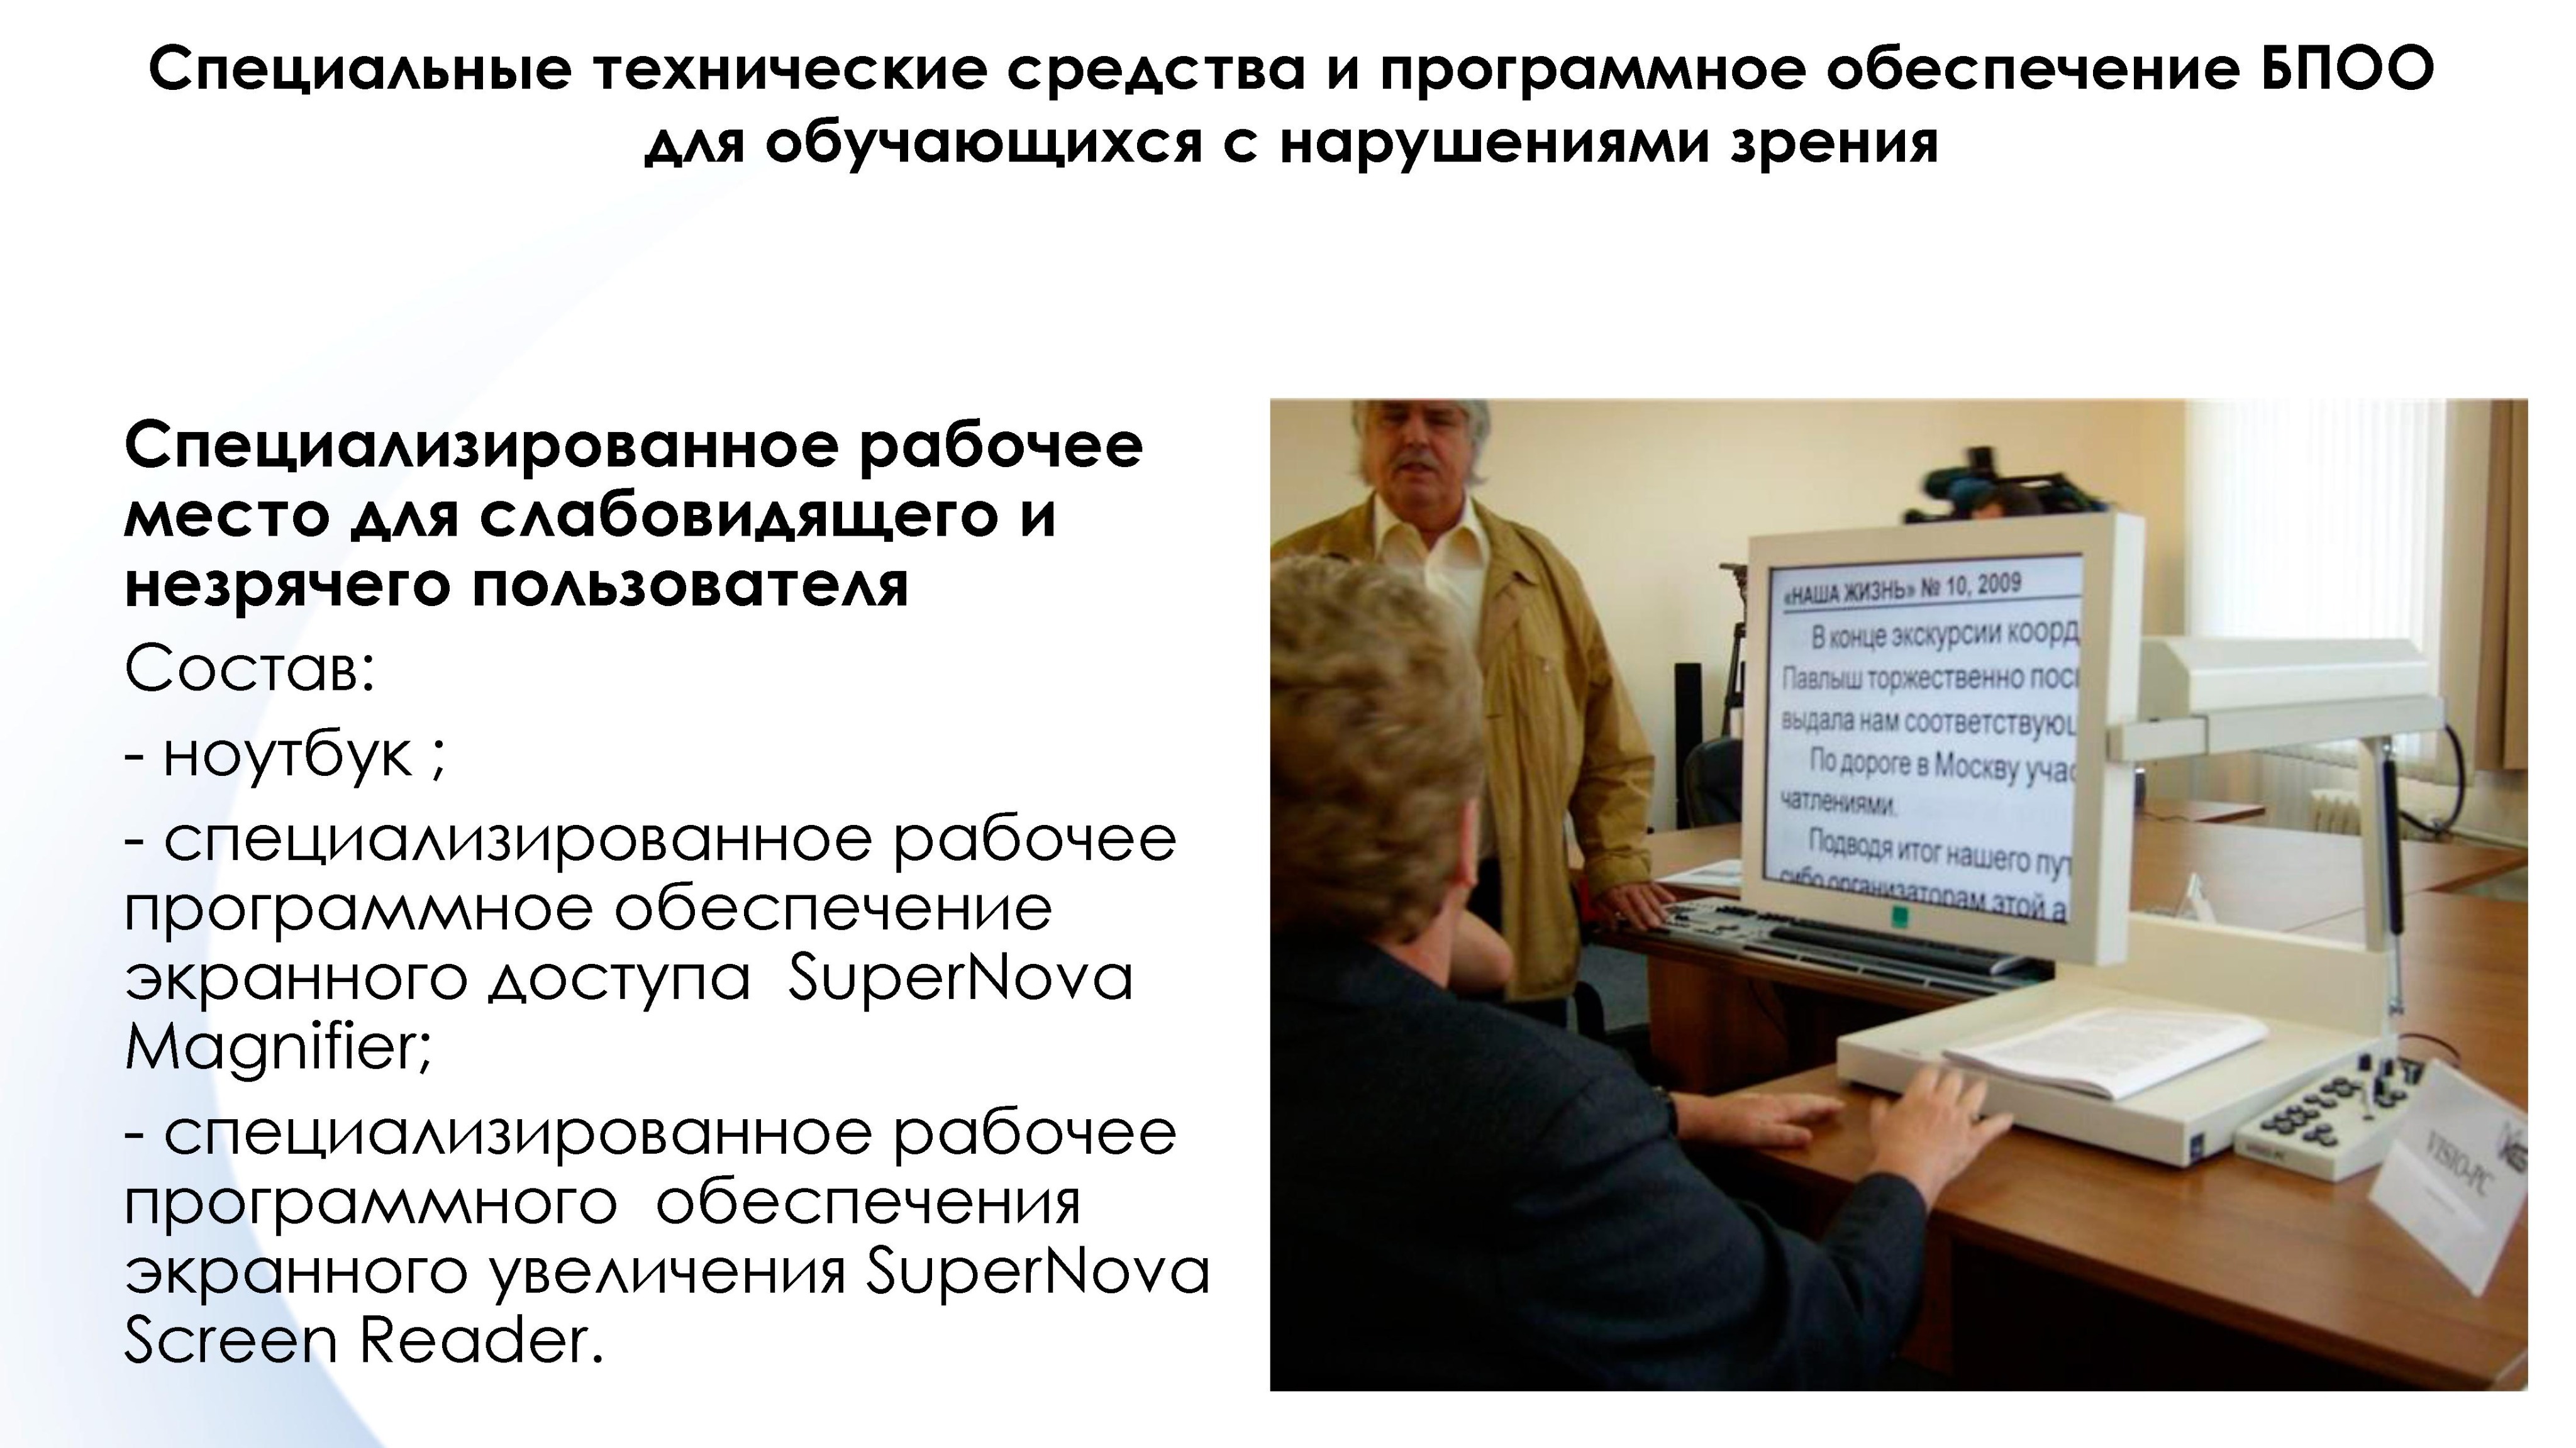 Специальные технические средства и программное обеспечение БПОО
для обучающихся с нарушениями зрения
Специализированное рабочее
место для слабовидящего и
незрячего пользователя
Состав:
- ноутбук ;
- специализированное рабочее
программное обеспечение
экранного доступа SuperNova
Magnifier;
- специализированное рабочее
программного обеспечения
экранного увеличения SuperNova
Screen Reader.
«НАША ЖИЗНЬ» № 10, 2009
В конце экскурсии коорд
Павлыш торжественно посі
выдала нам соответствующ
По дороге в Москву учас
чатлениями.
Подводя итог нашего пут
сибо организаторам этой а
VISIO-PC